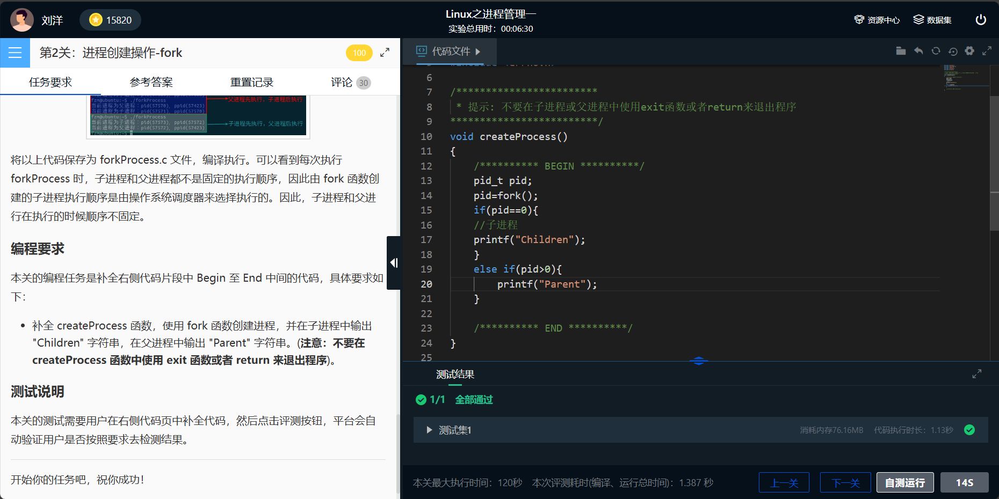 刘洋
15820
Linux之进程管理一
实验总用时：00:06:30
资源中心
数据集
第2关：进程创建操作-fork
100
任务要求
参考答案
重置记录
评论 30
fzm@ubuntu:~$ ./forkProcess
当前进程为父进程：pid(57570)，ppid(57423)
当前进程为子进程：pid(57571)，ppid(57570)
fzm@ubuntu:~$ ./forkProcess
当前进程为子进程：pid(57573)，ppid(57572)
当前进程为父进程：pid(57572)，ppid(57423)
父进程先执行，子进程后执行
子进程先执行，父进程后执行
将以上代码保存为 forkProcess.c 文件，编译执行。可以看到每次执行
forkProcess 时，子进程和父进程都不是固定的执行顺序，因此由 fork 函数创
建的子进程执行顺序是由操作系统调度器来选择执行的。因此，子进程和父进
行在执行的时候顺序不固定。
编程要求
本关的编程任务是补全右侧代码片段中 Begin 至 End 中间的代码，具体要求如
下：
• 补全 createProcess 函数，使用 fork 函数创建进程，并在子进程中输出
"Children" 字符串，在父进程中输出 "Parent" 字符串。(注意：不要在
createProcess 函数中使用 exit 函数或者 return 来退出程序)。
测试说明
本关的测试需要用户在右侧代码页中补全代码，然后点击评测按钮，平台会自
动验证用户是否按照要求去检测结果。
开始你的任务吧，祝你成功！
代码文件
6
7 /************************
8 * 提示: 不要在子进程或父进程中使用exit函数或者return来退出程序
9 *************************/
10 void createProcess()
11 {
12 /********** BEGIN **********/
13 pid_t pid;
14 pid=fork();
15 if(pid==0){
16 //子进程
17 printf("Children");
18 }
19 else if(pid>0){
20 printf("Parent");
21 }
22
23 /********** END **********/
24 }
25
测试结果
1/1 全部通过
测试集1
消耗内存76.16MB 代码执行时长：1.13秒
本关最大执行时间：120秒 本次评测耗时(编译、运行总时间)：1.387 秒
上一关
下一关
自测运行
14S